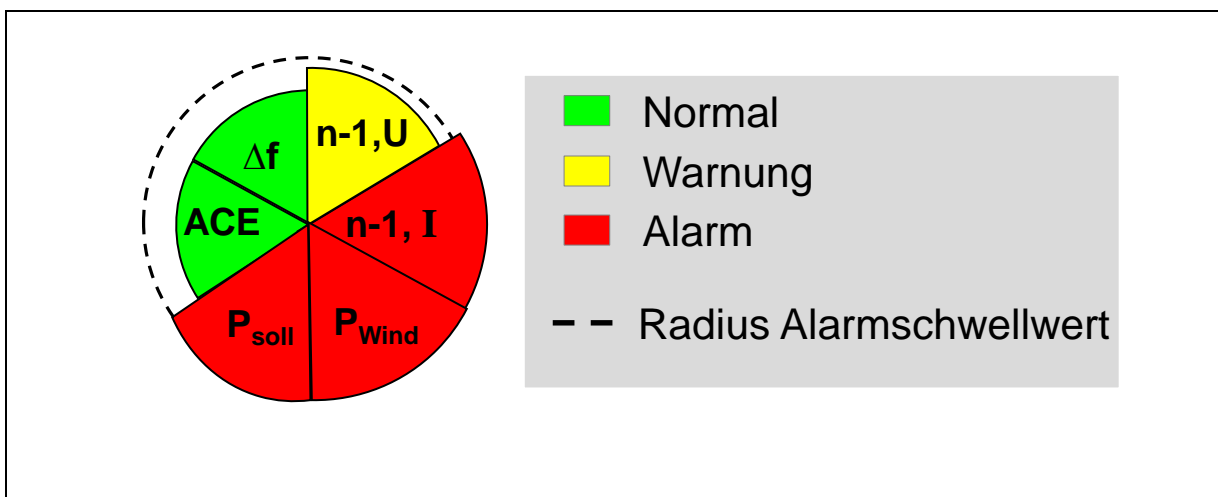 n-1,U
Δf
ACE
n-1, I
Psoll
PWind
Normal
Warnung
Alarm
Radius Alarmschwellwert